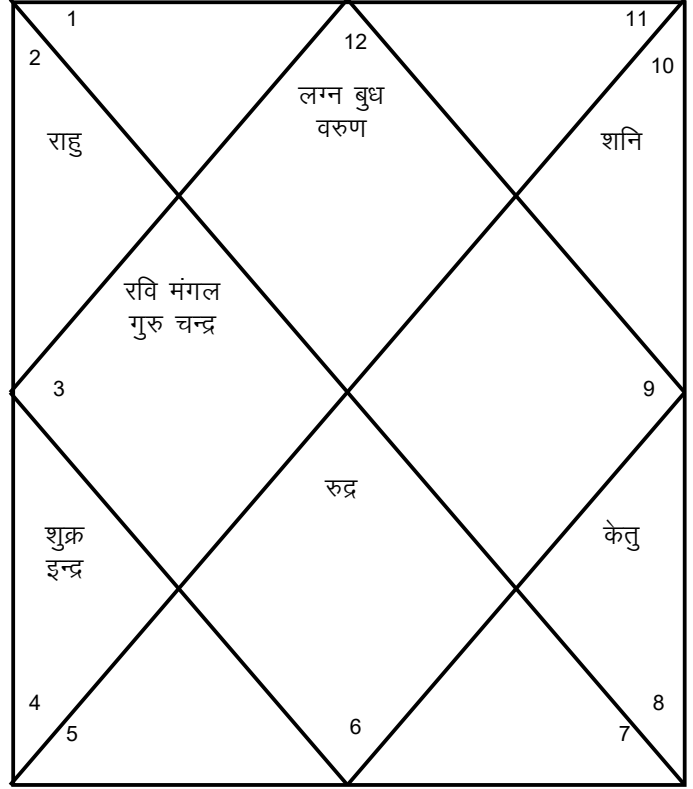 1
12
11
2
10
लग्न बुध
वरुण
राहु
शनि
रवि मंगल
गुरु चन्द्र
3
9
रुद्र
शुक्र
इन्द्र
केतु
4
8
5
6
7